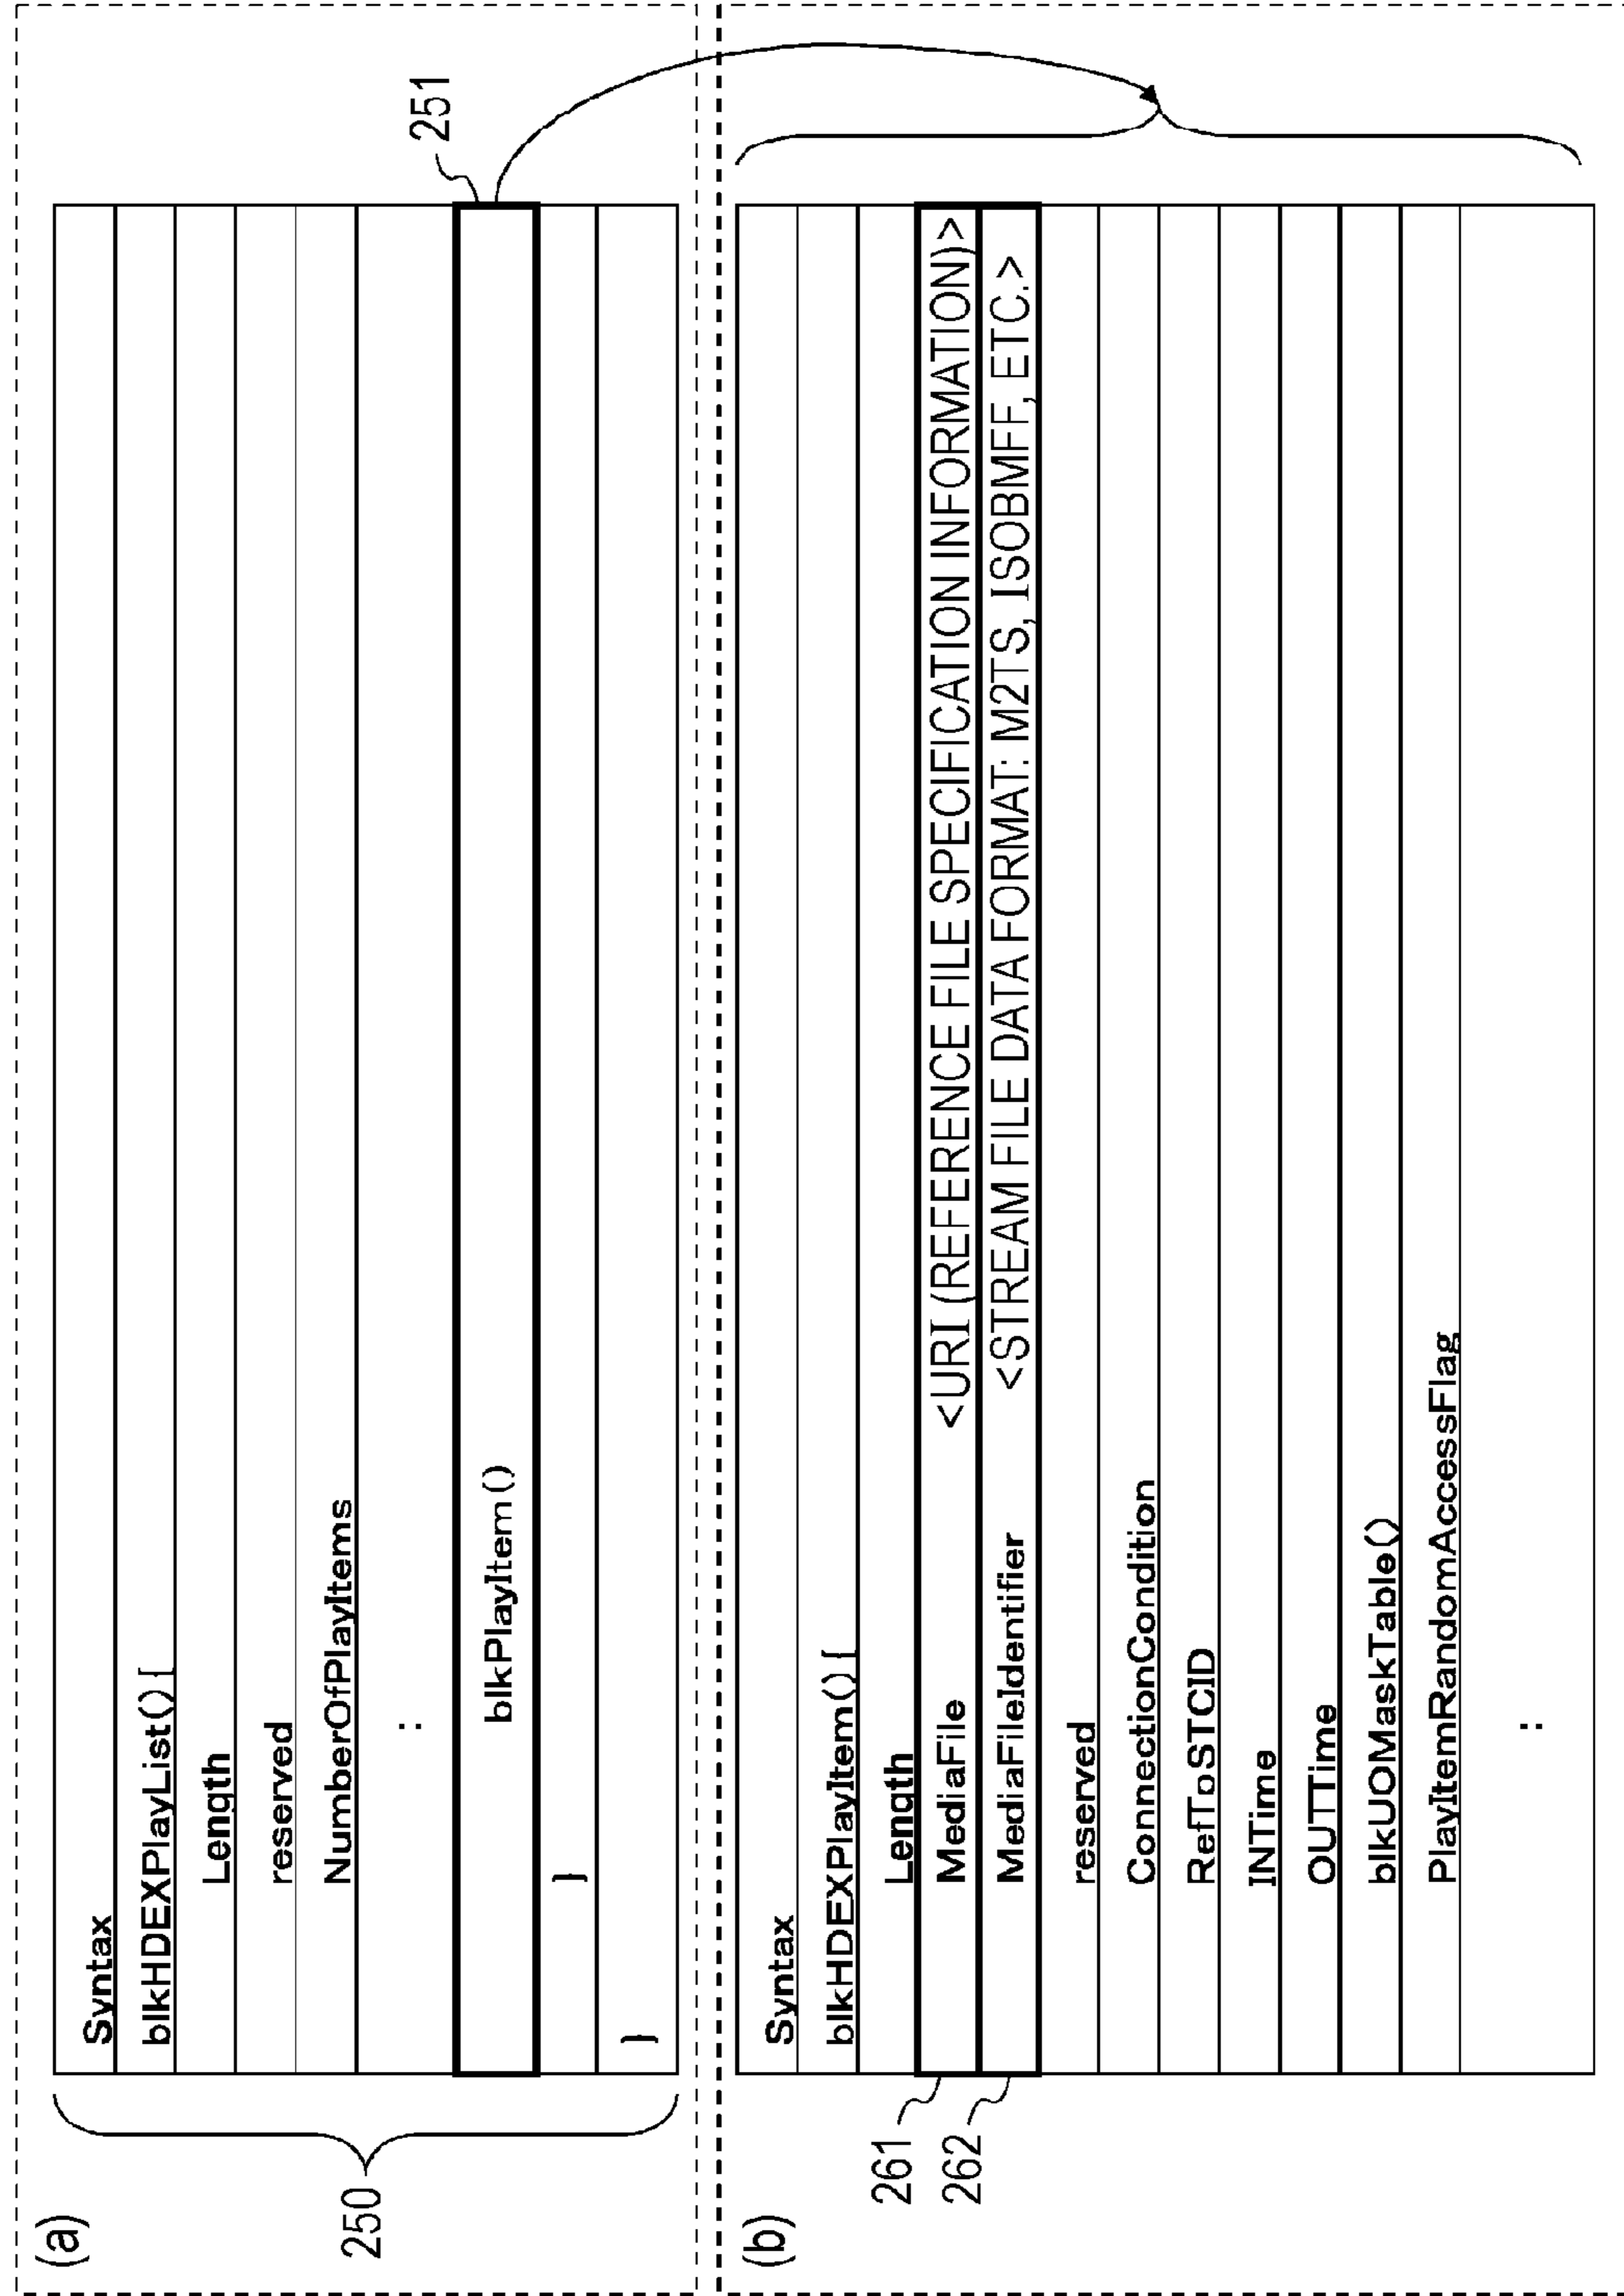 (a)
250
Syntax
blkHDEXPlayList() {
Length
reserved
NumberOfPlayItems
:
blkPlayItem()
251
}
}
(b)
Syntax
blkHDEXPlayItem() {
Length
261
MediaFile <URI (REFERENCE FILE SPECIFICATION INFORMATION)>
262
MediaFileIdentifier <STREAM FILE DATA FORMAT: M2TS, ISOBMFF, ETC.>
reserved
ConnectionCondition
RefToSTCID
INTime
OUTTime
blkUOMaskTable()
PlayItemRandomAccessFlag
: